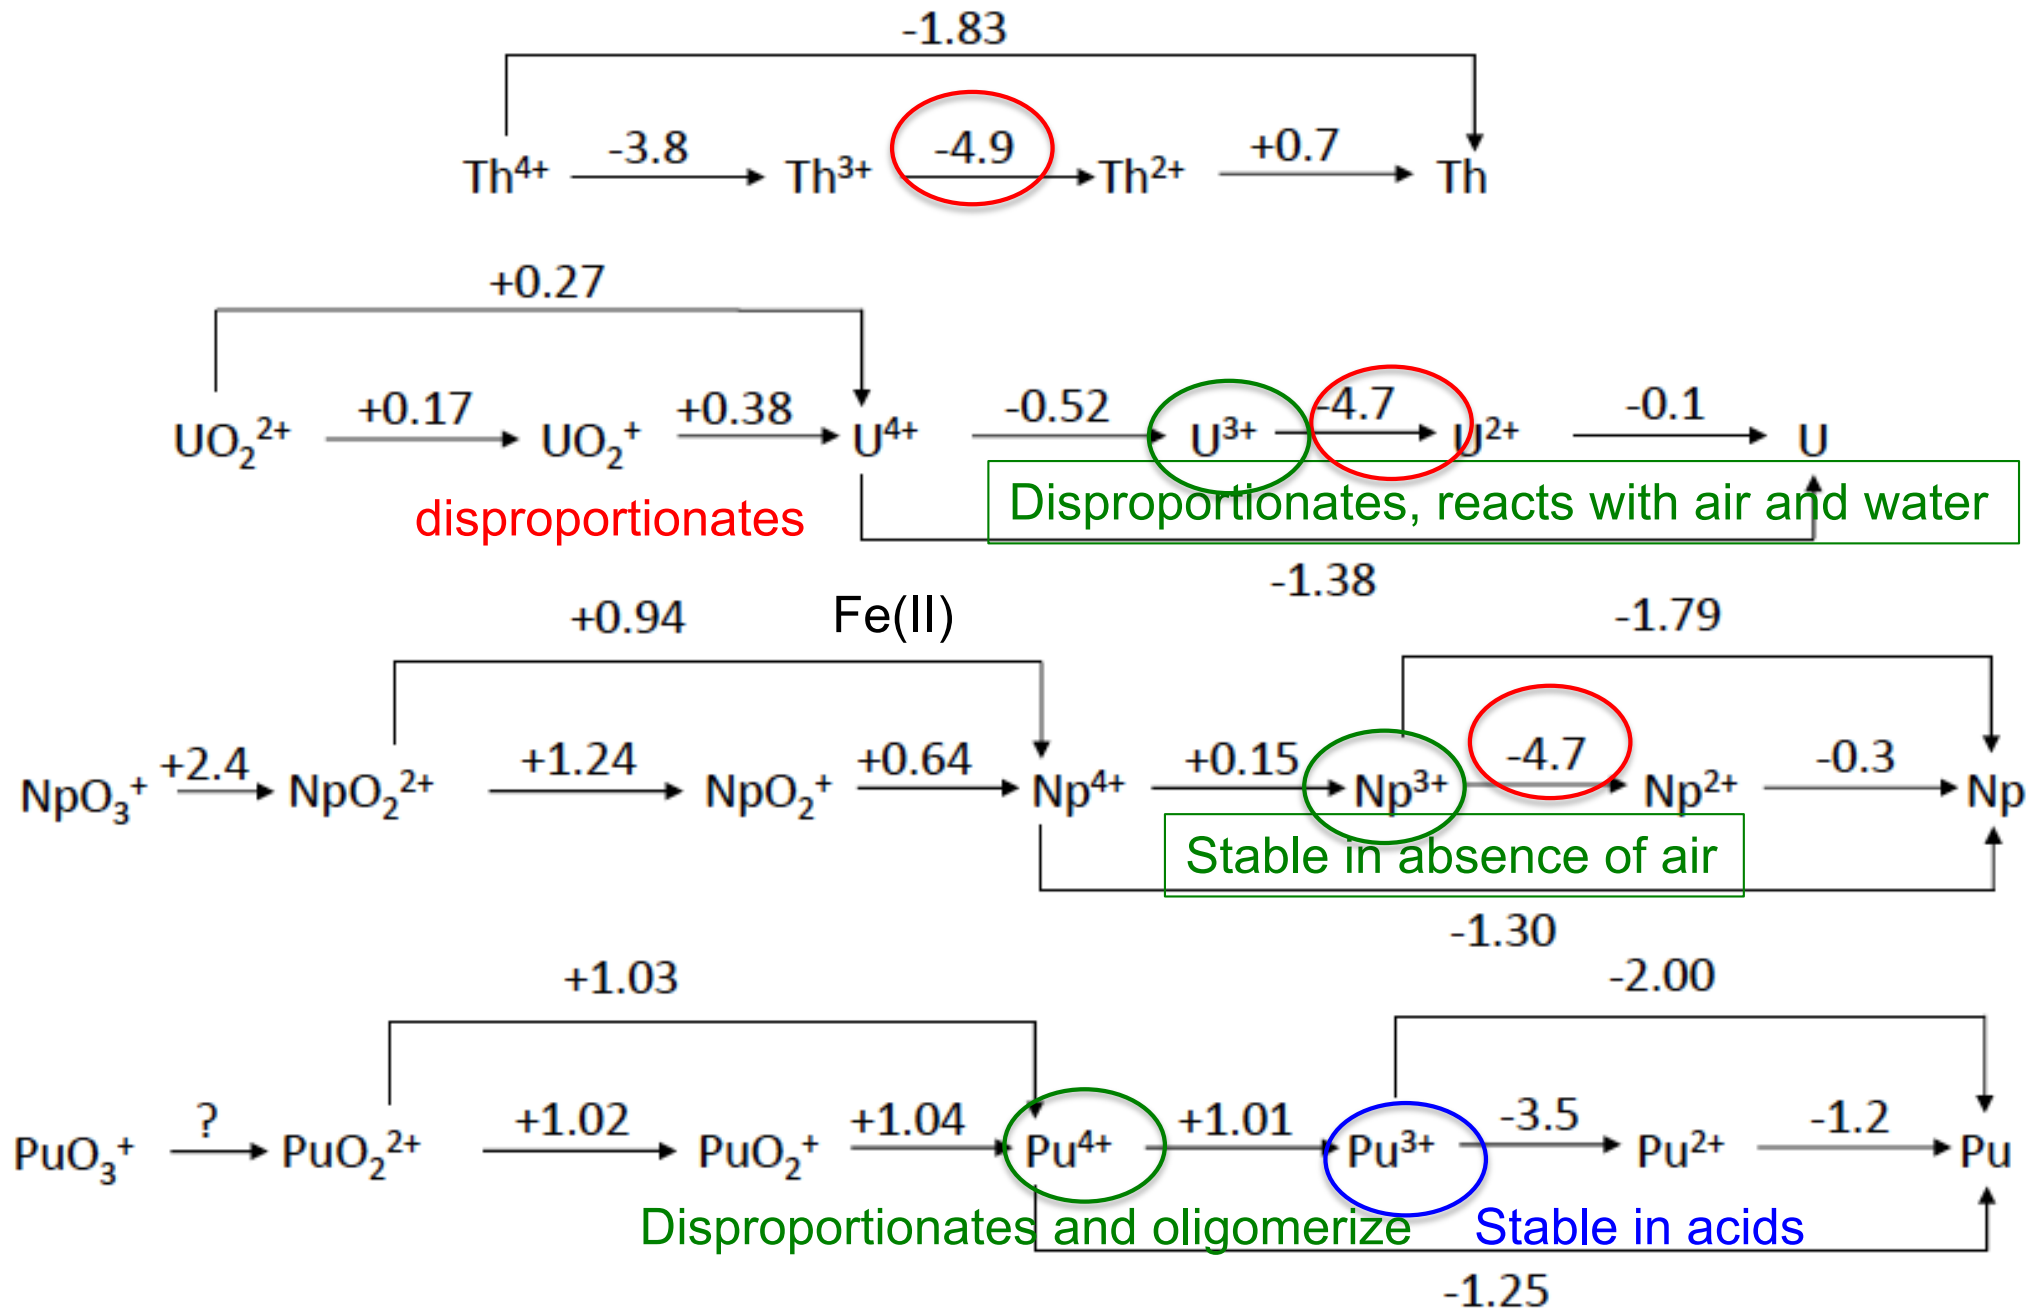 -1.83
Th⁴⁺ -3.8 Th³⁺ -4.9 Th²⁺ +0.7 Th
+0.27
UO₂²⁺ +0.17 UO₂⁺ +0.38 U⁴⁺ -0.52 U³⁺ -4.7 U²⁺ -0.1 U
disproportionates
Disproportionates, reacts with air and water
-1.38
+0.94
Fe(II)
-1.79
NpO₃⁺ +2.4 NpO₂²⁺ +1.24 NpO₂⁺ +0.64 Np⁴⁺ +0.15 Np³⁺ -4.7 Np²⁺ -0.3 Np
Stable in absence of air
-1.30
+1.03
-2.00
PuO₃⁺ ? PuO₂²⁺ +1.02 PuO₂⁺ +1.04 Pu⁴⁺ +1.01 Pu³⁺ -3.5 Pu²⁺ -1.2 Pu
Disproportionates and oligomerize
Stable in acids
-1.25